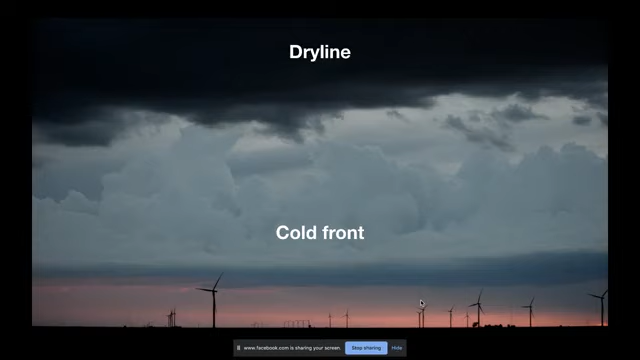 Dryline
Cold front
www.facebook.com is sharing your screen.
Stop sharing
Hide